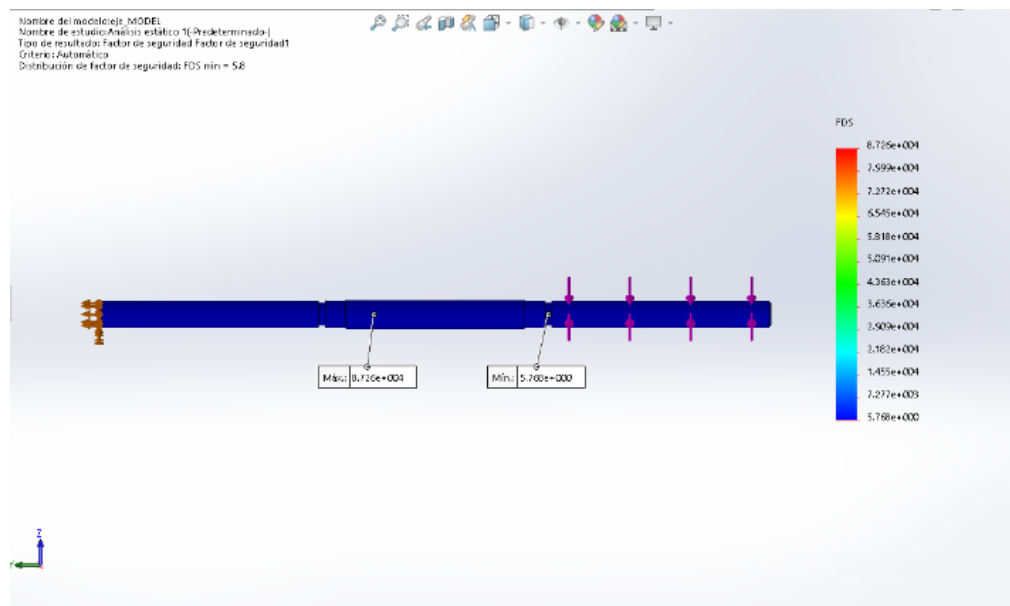 Nombre del modelo:eje_MODEL
Nombre de estudio:Análisis estático 1(-Predeterminado-)
Tipo de resultado: Factor de seguridad Factor de seguridad1
Criterio: Automático
Distribución de factor de seguridad: FDS mín = 5.8
FDS
8.726e+004
7.999e+004
7.272e+004
6.545e+004
5.818e+004
5.091e+004
4.363e+004
3.636e+004
2.909e+004
2.182e+004
1.455e+004
7.277e+003
5.768e+000
Máx.: 8.726e+004
Mín.: 5.768e+000
Z